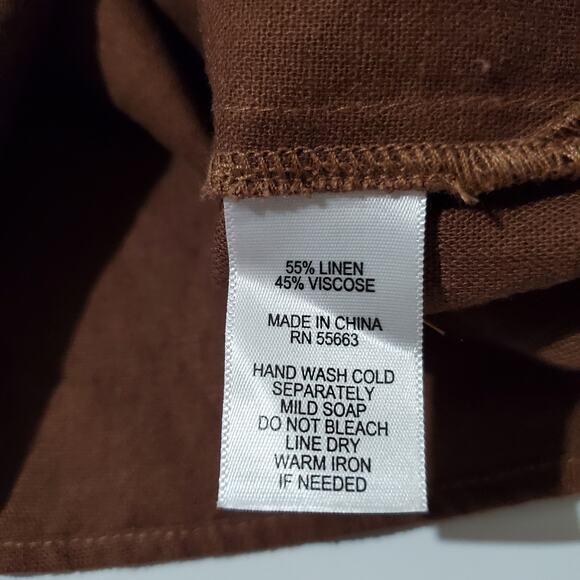 55% LINEN
45% VISCOSE
MADE IN CHINA
RN 55663
HAND WASH COLD
SEPARATELY
MILD SOAP
DO NOT BLEACH
LINE DRY
WARM IRON
IF NEEDED